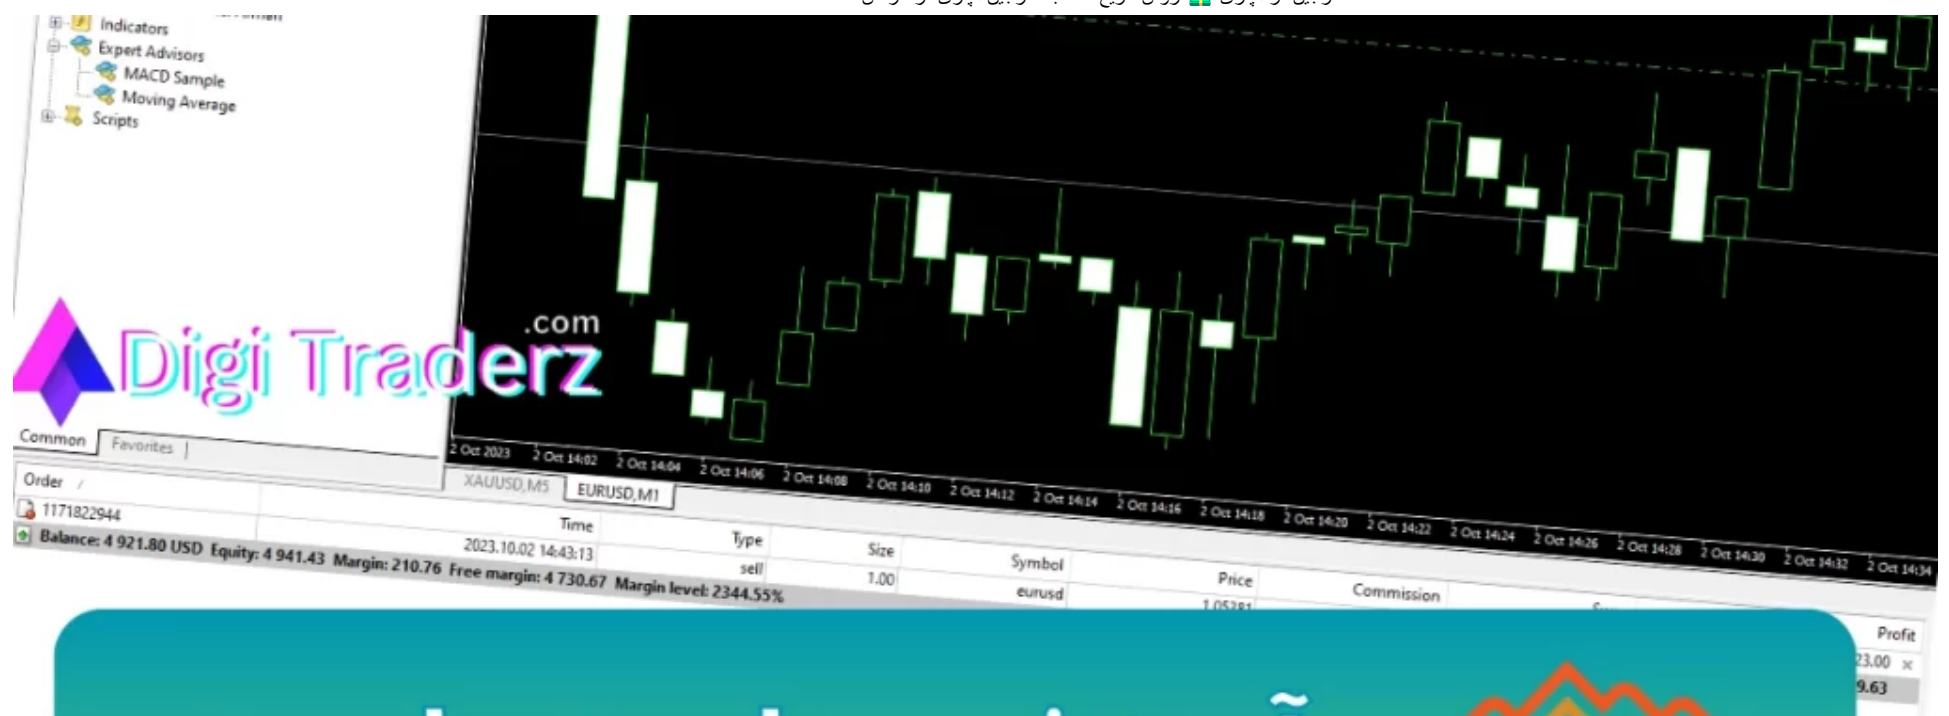 Indicators
Expert Advisors
MACD Sample
Moving Average
Scripts
.com
Digi Traderz
Common Favorites
2 Oct 2023 2 Oct 14:02 2 Oct 14:04 2 Oct 14:06 2 Oct 14:08 2 Oct 14:10 2 Oct 14:12 2 Oct 14:14 2 Oct 14:16 2 Oct 14:18 2 Oct 14:20 2 Oct 14:22 2 Oct 14:24 2 Oct 14:26 2 Oct 14:28 2 Oct 14:30 2 Oct 14:32 2 Oct 14:34
XAUUSD,M5 EURUSD,M1
Order / Time Type Size Symbol Price Commission Profit
1171822944 2023.10.02 14:43:13 sell 1.00 eurusd 1.05381 23.00 ×
Balance: 4 921.80 USD Equity: 4 941.43 Margin: 210.76 Free margin: 4 730.67 Margin level: 2344.55% 9.63